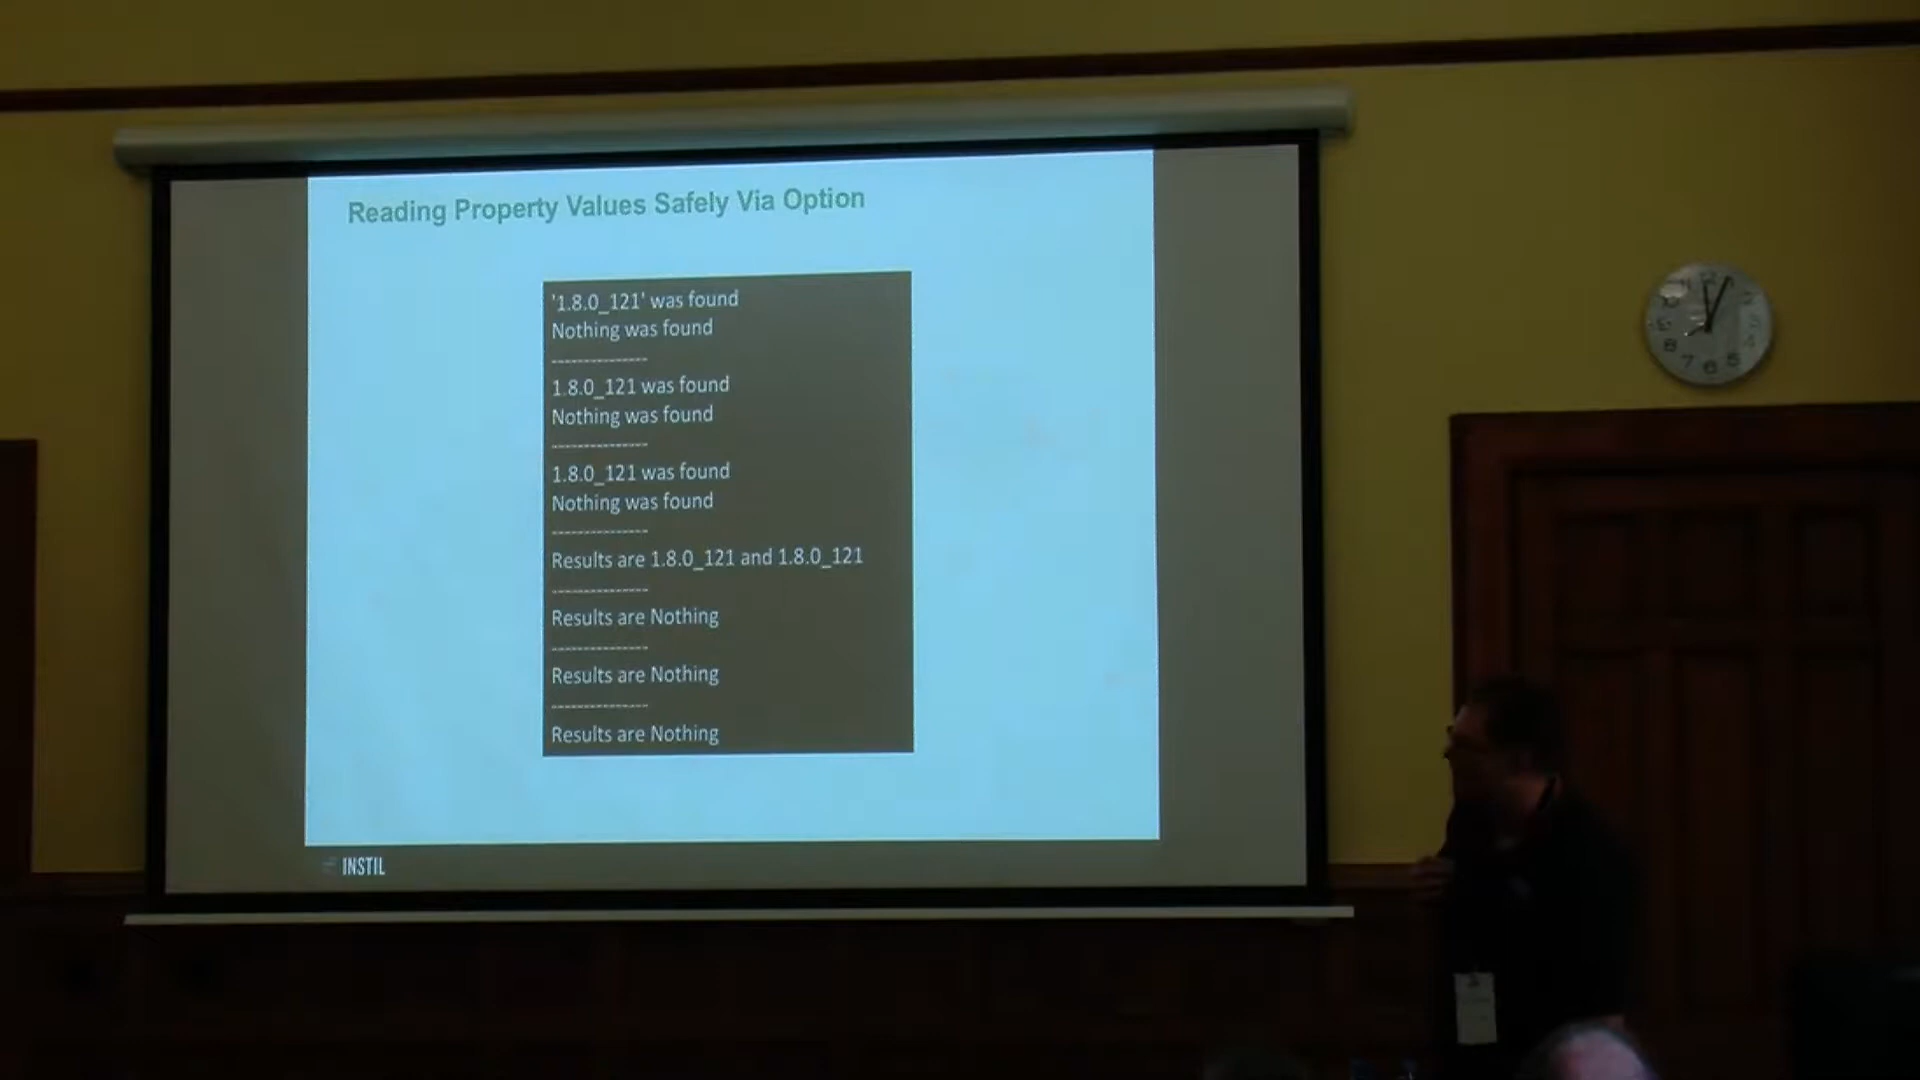 Reading Property Values Safely Via Option
'1.8.0_121' was found
Nothing was found
---------------
1.8.0_121 was found
Nothing was found
---------------
1.8.0_121 was found
Nothing was found
---------------
Results are 1.8.0_121 and 1.8.0_121
---------------
Results are Nothing
---------------
Results are Nothing
---------------
Results are Nothing
INSTIL